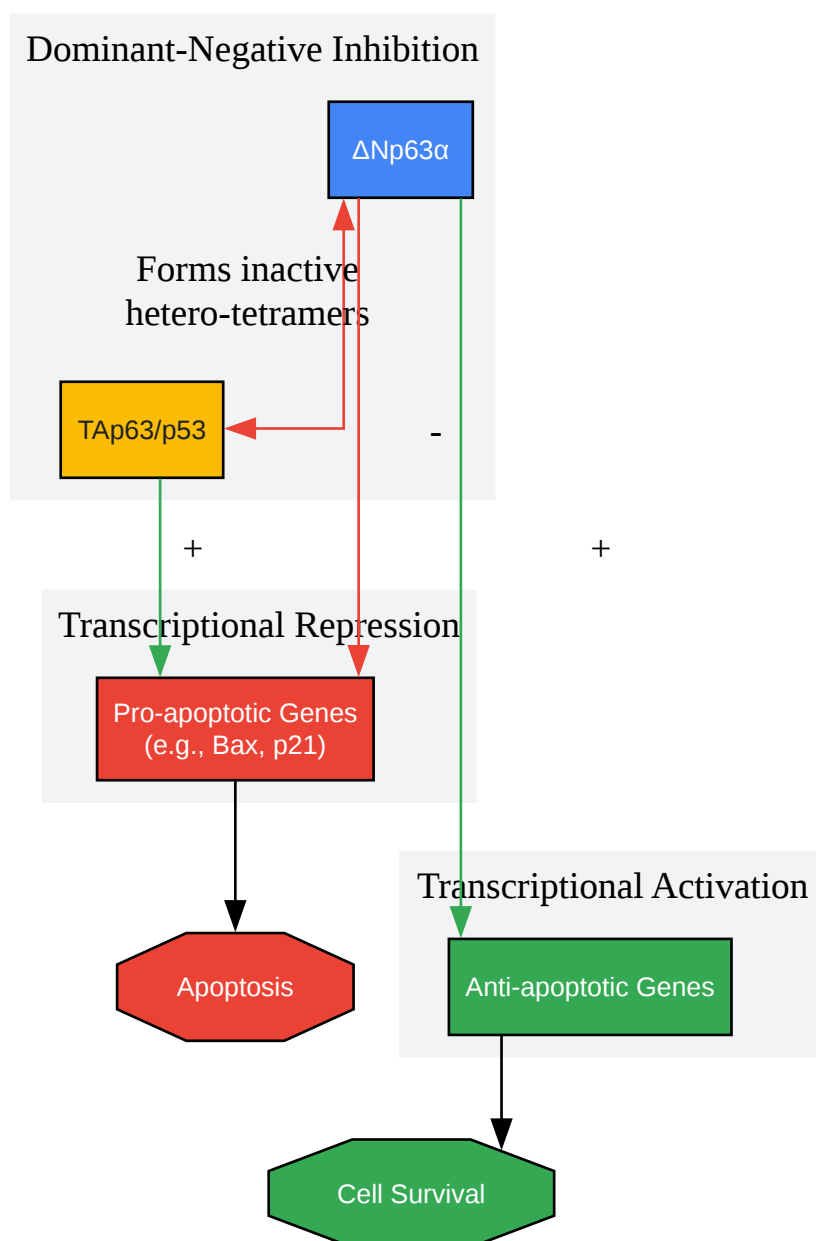 Dominant-Negative Inhibition
ΔNp63α
Forms inactive
hetero-tetramers
TAp63/p53
-
+
+
Transcriptional Repression
Pro-apoptotic Genes
(e.g., Bax, p21)
Transcriptional Activation
Apoptosis
Anti-apoptotic Genes
Cell Survival